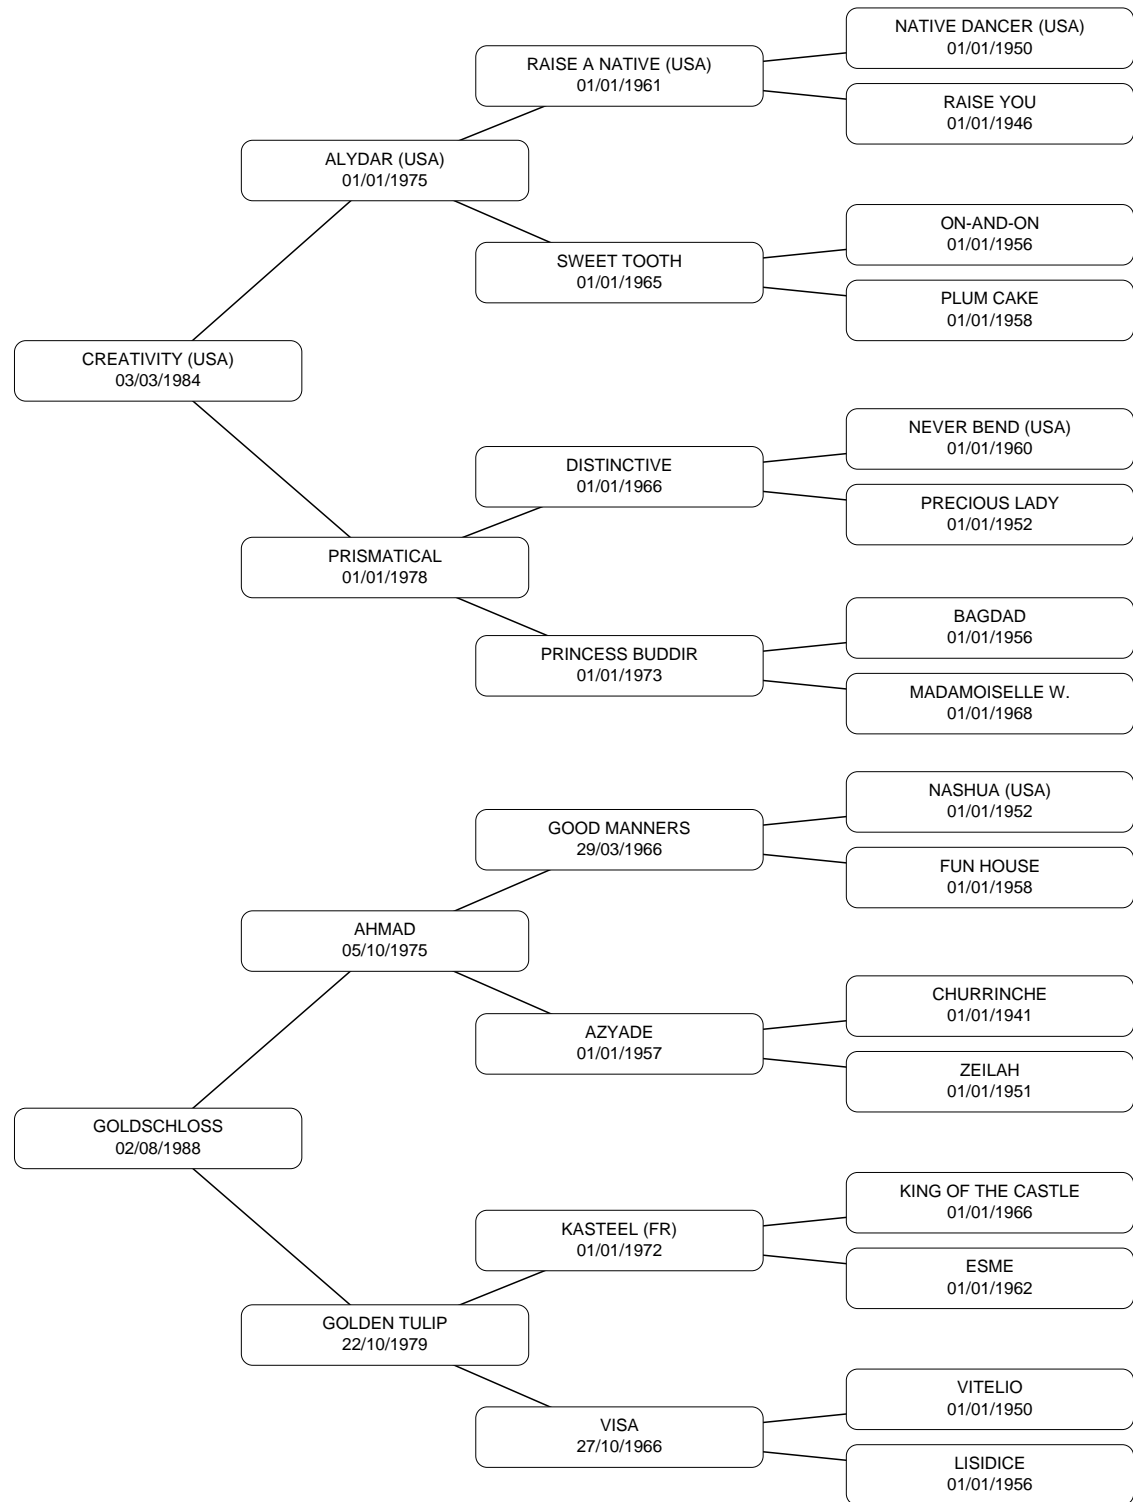 NATIVE DANCER (USA)
01/01/1950
RAISE A NATIVE (USA)
01/01/1961
RAISE YOU
01/01/1946
ALYDAR (USA)
01/01/1975
ON-AND-ON
01/01/1956
SWEET TOOTH
01/01/1965
PLUM CAKE
01/01/1958
CREATIVITY (USA)
03/03/1984
NEVER BEND (USA)
01/01/1960
DISTINCTIVE
01/01/1966
PRECIOUS LADY
01/01/1952
PRISMATICAL
01/01/1978
BAGDAD
01/01/1956
PRINCESS BUDDIR
01/01/1973
MADAMOISELLE W.
01/01/1968
NASHUA (USA)
01/01/1952
GOOD MANNERS
29/03/1966
FUN HOUSE
01/01/1958
AHMAD
05/10/1975
CHURRINCHE
01/01/1941
AZYADE
01/01/1957
ZEILAH
01/01/1951
GOLDSCHLOSS
02/08/1988
KING OF THE CASTLE
01/01/1966
KASTEEL (FR)
01/01/1972
ESME
01/01/1962
GOLDEN TULIP
22/10/1979
VITELIO
01/01/1950
VISA
27/10/1966
LISIDICE
01/01/1956